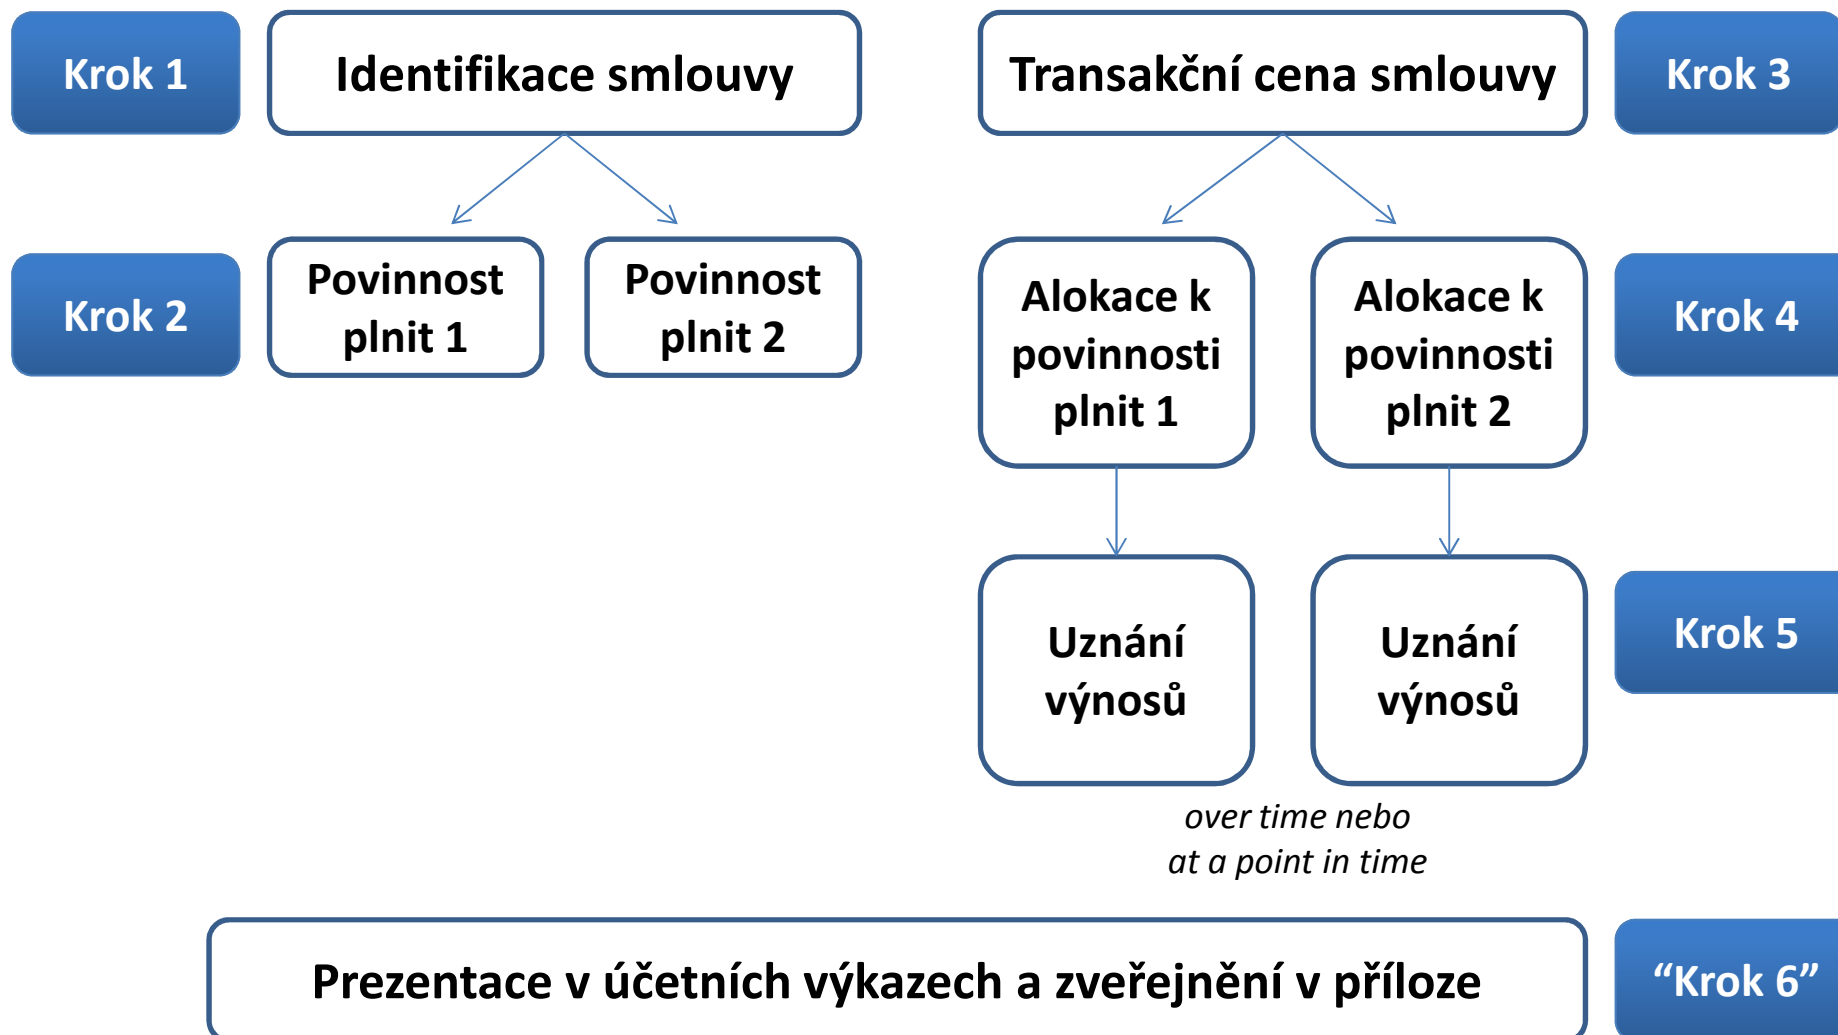 Krok 1
Identifikace smlouvy
Transakční cena smlouvy
Krok 3
Krok 2
Povinnost
plnit 1
Povinnost
plnit 2
Alokace k
povinnosti
plnit 1
Alokace k
povinnosti
plnit 2
Krok 4
Uznání
výnosů
Uznání
výnosů
Krok 5
over time nebo
at a point in time
Prezentace v účetních výkazech a zveřejnění v příloze
“Krok 6”